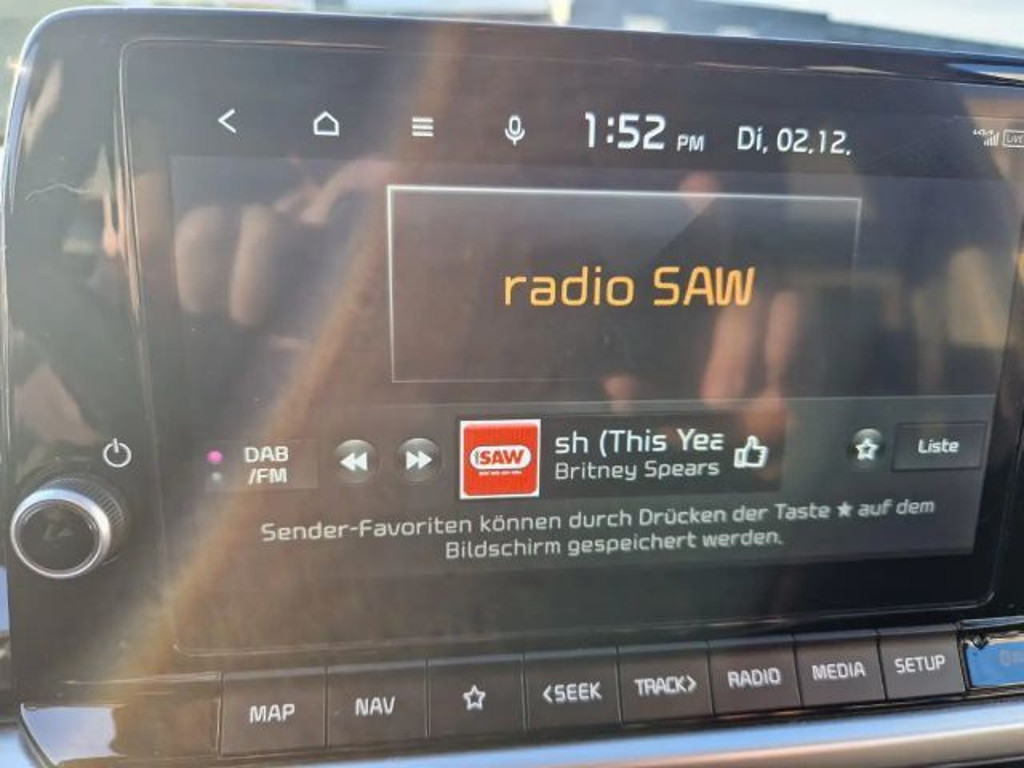 1:52 PM Di, 02.12.
radio SAW
DAB
/FM
SAW
sh (This Yea
Britney Spears
Liste
Sender-Favoriten können durch Drücken der Taste ★ auf dem
Bildschirm gespeichert werden.
MAP NAV <SEEK TRACK> RADIO MEDIA SETUP